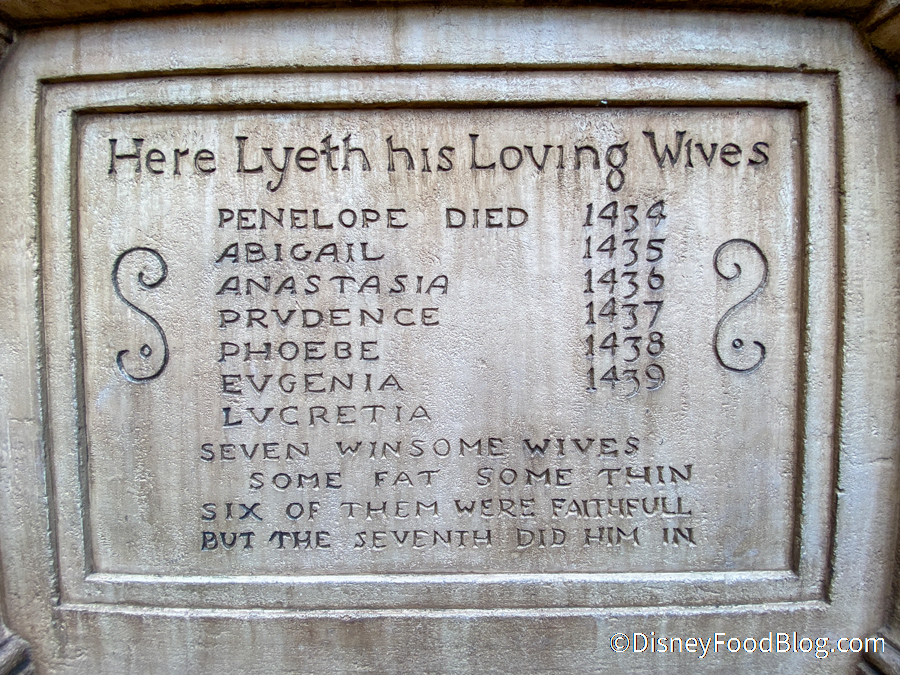 Here Lyeth his Loving Wives
PENELOPE DIED 1434
ABIGAIL 1435
ANASTASIA 1436
PRVDENCE 1437
PHOEBE 1438
EVGENIA 1439
LVCRETIA
SEVEN WINSOME WIVES
SOME FAT SOME THIN
SIX OF THEM WERE FAITHFULL
BUT THE SEVENTH DID HIM IN
©DisneyFoodBlog.com